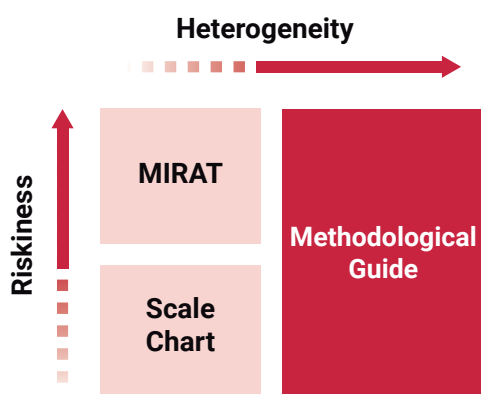 Heterogeneity
Riskiness
MIRAT
Scale
Chart
Methodological
Guide